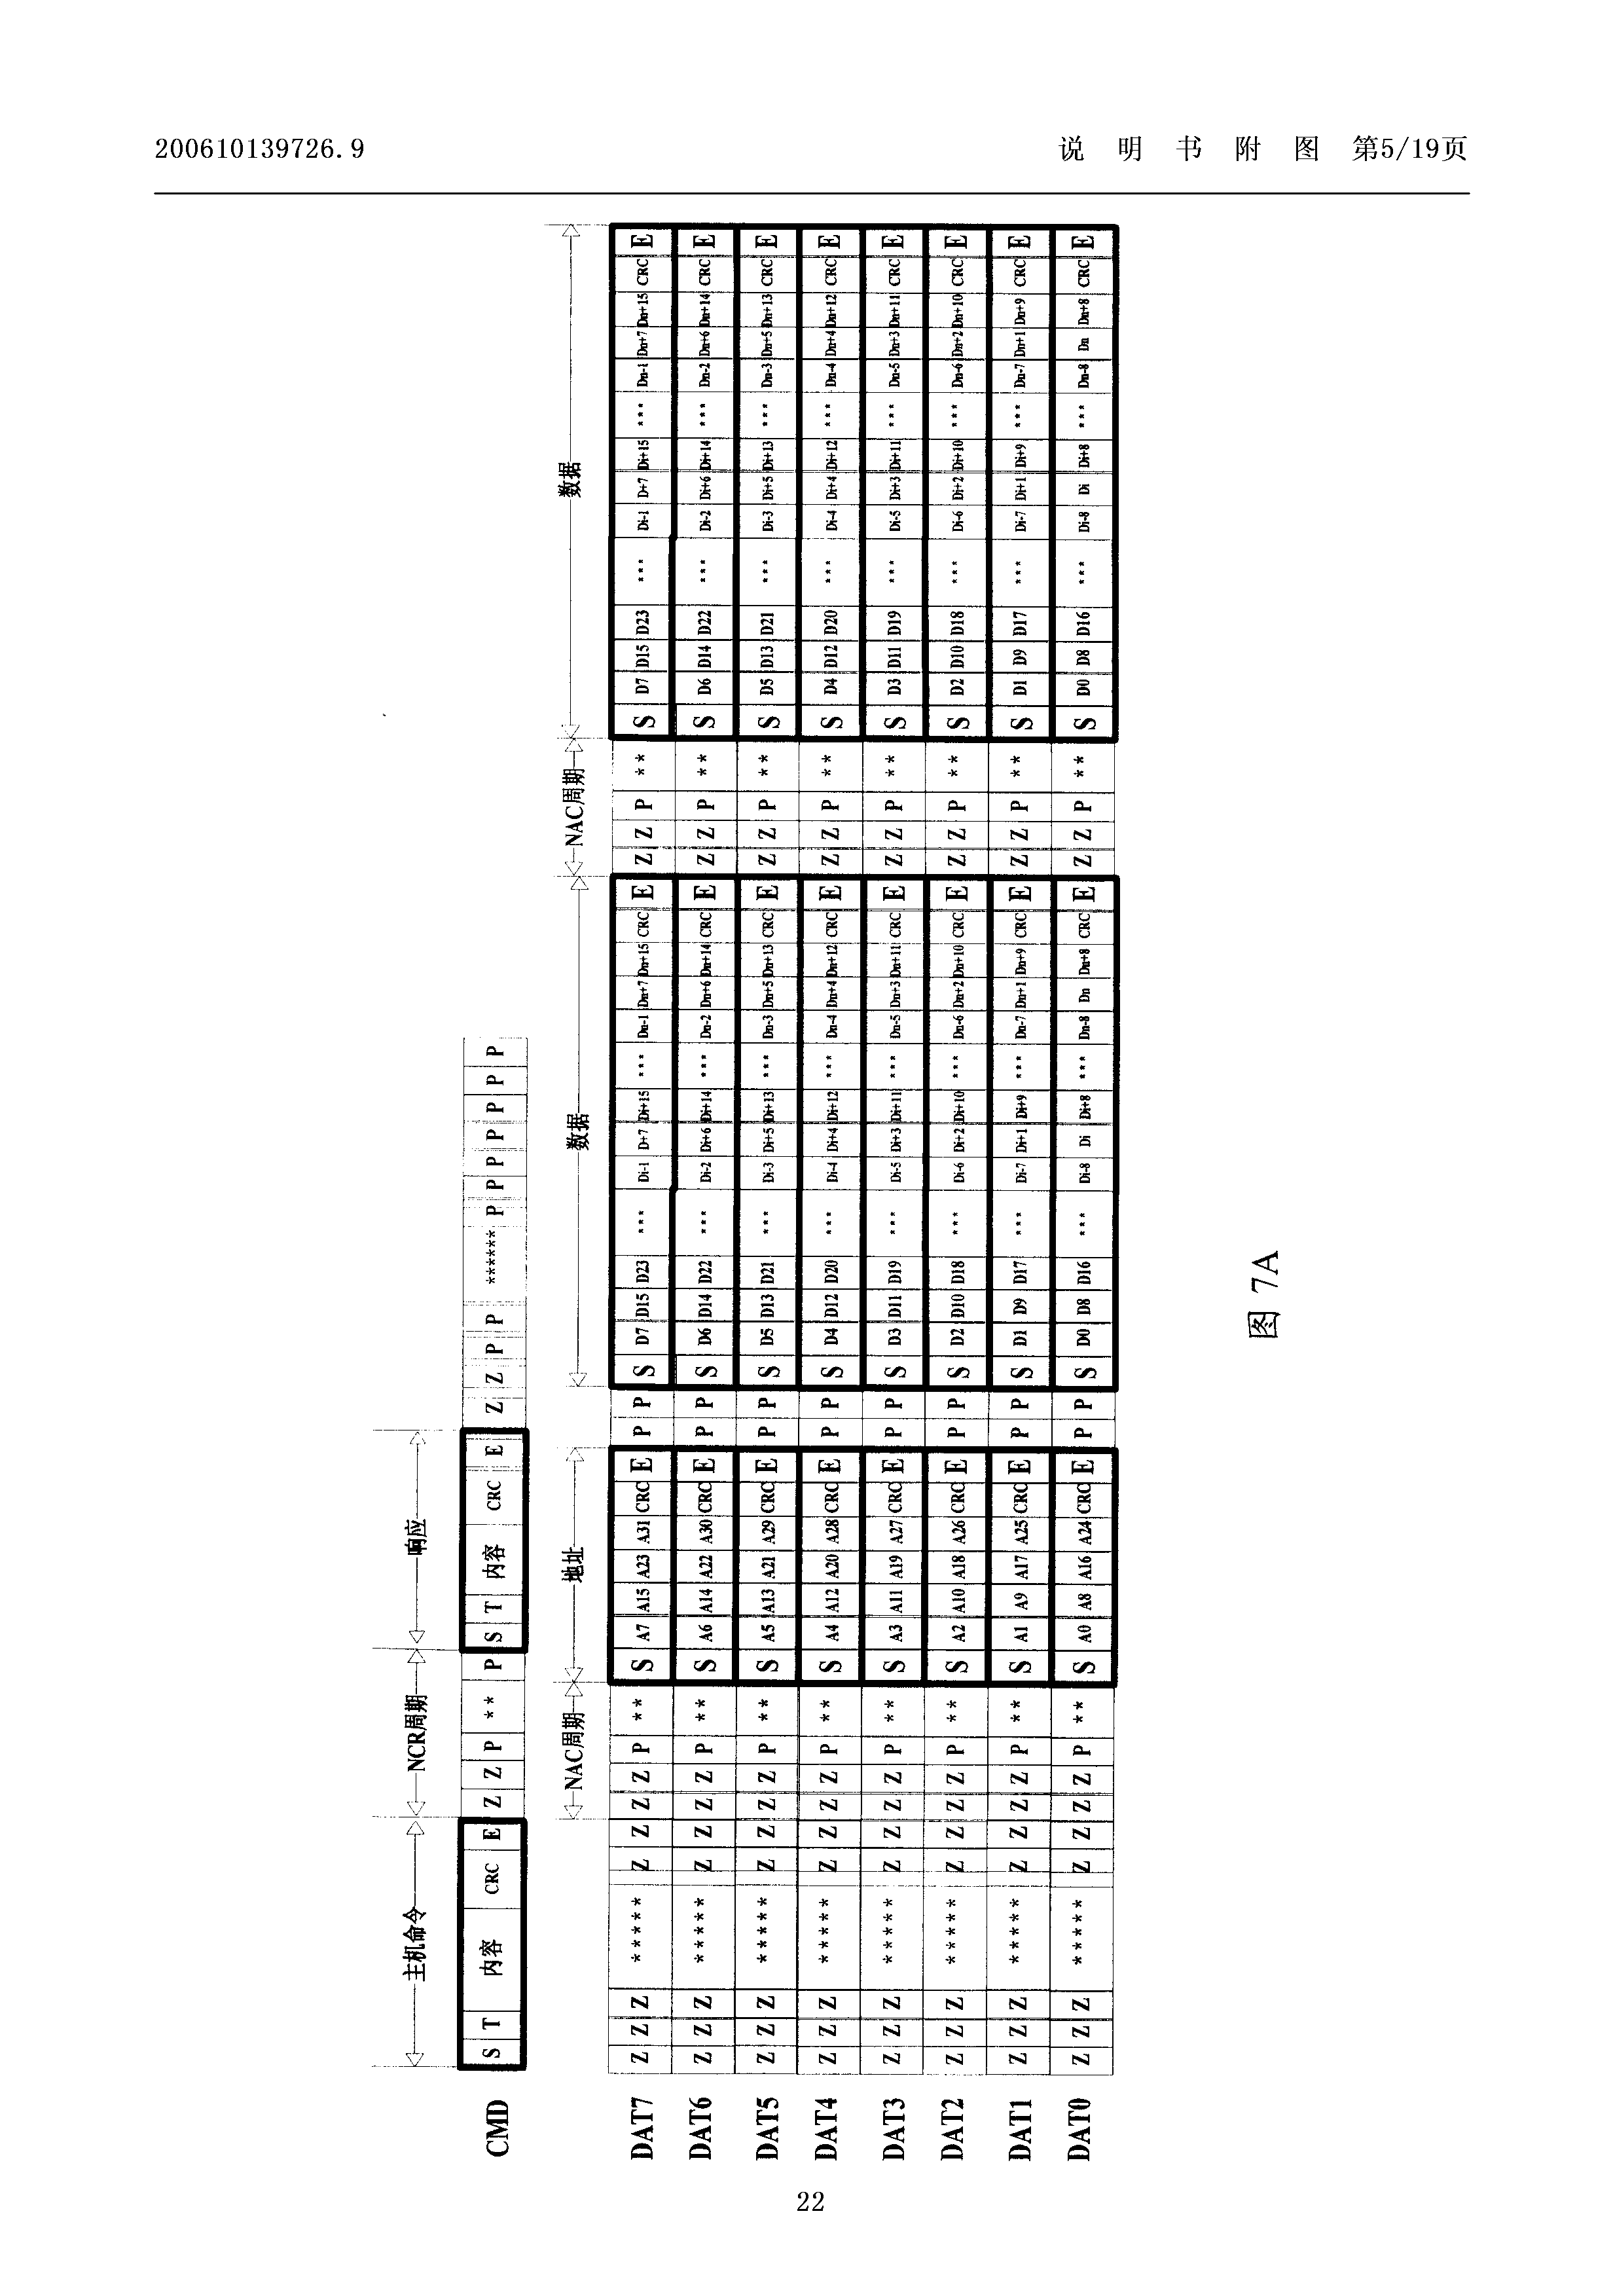 200610139726.9 说 明 书 附 图 第5/19页
主机命令 NCR周期 响应
CMD S T 内容 CRC E Z Z P ** P S T 内容 CRC E Z Z P P ****** P P P P P P P
NAC周期 地址 数据 NAC周期 数据
DAT7 Z Z Z ***** Z Z Z Z P ** S A7 A15 A23 A31 CRC E P P S D7 D15 D23 *** Di-1 D+7 Di+15 *** Dn-1 Dn+7 Dn+15 CRC E Z Z P ** S D7 D15 D23 *** Di-1 D+7 Di+15 *** Dn-1 Dn+7 Dn+15 CRC E
DAT6 Z Z Z ***** Z Z Z Z P ** S A6 A14 A22 A30 CRC E P P S D6 D14 D22 *** Di-2 Di+6 Di+14 *** Dn-2 Dn+6 Dn+14 CRC E Z Z P ** S D6 D14 D22 *** Di-2 Di+6 Di+14 *** Dn-2 Dn+6 Dn+14 CRC E
DAT5 Z Z Z ***** Z Z Z Z P ** S A5 A13 A21 A29 CRC E P P S D5 D13 D21 *** Di-3 Di+5 Di+13 *** Dn-3 Dn+5 Dn+13 CRC E Z Z P ** S D5 D13 D21 *** Di-3 Di+5 Di+13 *** Dn-3 Dn+5 Dn+13 CRC E
DAT4 Z Z Z ***** Z Z Z Z P ** S A4 A12 A20 A28 CRC E P P S D4 D12 D20 *** Di-4 Di+4 Di+12 *** Dn-4 Dn+4 Dn+12 CRC E Z Z P ** S D4 D12 D20 *** Di-4 Di+4 Di+12 *** Dn-4 Dn+4 Dn+12 CRC E
DAT3 Z Z Z ***** Z Z Z Z P ** S A3 A11 A19 A27 CRC E P P S D3 D11 D19 *** Di-5 Di+3 Di+11 *** Dn-5 Dn+3 Dn+11 CRC E Z Z P ** S D3 D11 D19 *** Di-5 Di+3 Di+11 *** Dn-5 Dn+3 Dn+11 CRC E
DAT2 Z Z Z ***** Z Z Z Z P ** S A2 A10 A18 A26 CRC E P P S D2 D10 D18 *** Di-6 Di+2 Di+10 *** Dn-6 Dn+2 Dn+10 CRC E Z Z P ** S D2 D10 D18 *** Di-6 Di+2 Di+10 *** Dn-6 Dn+2 Dn+10 CRC E
DAT1 Z Z Z ***** Z Z Z Z P ** S A1 A9 A17 A25 CRC E P P S D1 D9 D17 *** Di-7 Di+1 Di+9 *** Dn-7 Dn+1 Dn+9 CRC E Z Z P ** S D1 D9 D17 *** Di-7 Di+1 Di+9 *** Dn-7 Dn+1 Dn+9 CRC E
DAT0 Z Z Z ***** Z Z Z Z P ** S A0 A8 A16 A24 CRC E P P S D0 D8 D16 *** Di-8 Di Di+8 *** Dn-8 Dn Dn+8 CRC E Z Z P ** S D0 D8 D16 *** Di-8 Di Di+8 *** Dn-8 Dn Dn+8 CRC E
图 7A
22